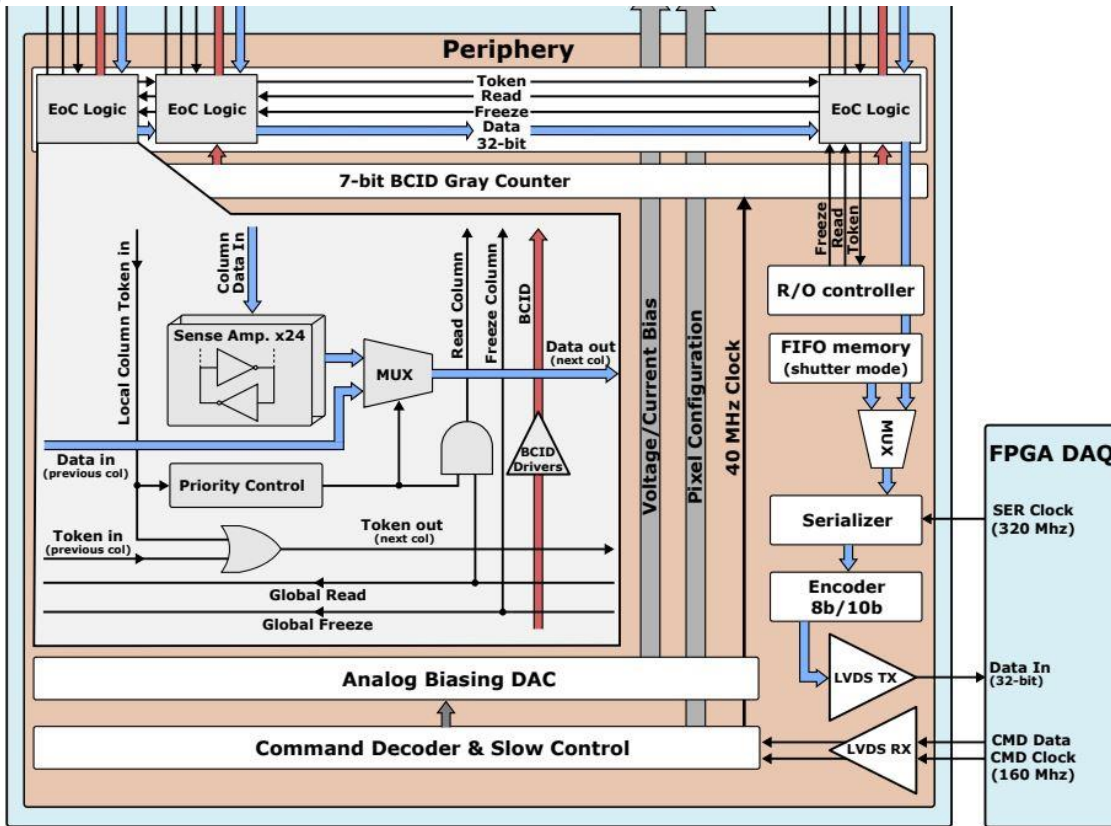 Periphery
EoC Logic
EoC Logic
Token
Read
Freeze
Data
32-bit
EoC Logic
7-bit BCID Gray Counter
Freeze
Read
Token
Local Column Token in
Column
Data In
Sense Amp. x24
MUX
Read Column
Freeze Column
BCID
Data out
(next col)
BCID
Drivers
Data in
(previous col)
Priority Control
Token in
(previous col)
Token out
(next col)
Global Read
Global Freeze
Voltage/Current Bias
Pixel Configuration
40 MHz Clock
R/O controller
FIFO memory
(shutter mode)
MUX
Serializer
Encoder
8b/10b
LVDS TX
LVDS RX
FPGA DAQ
SER Clock
(320 Mhz)
Data In
(32-bit)
CMD Data
CMD Clock
(160 Mhz)
Analog Biasing DAC
Command Decoder & Slow Control